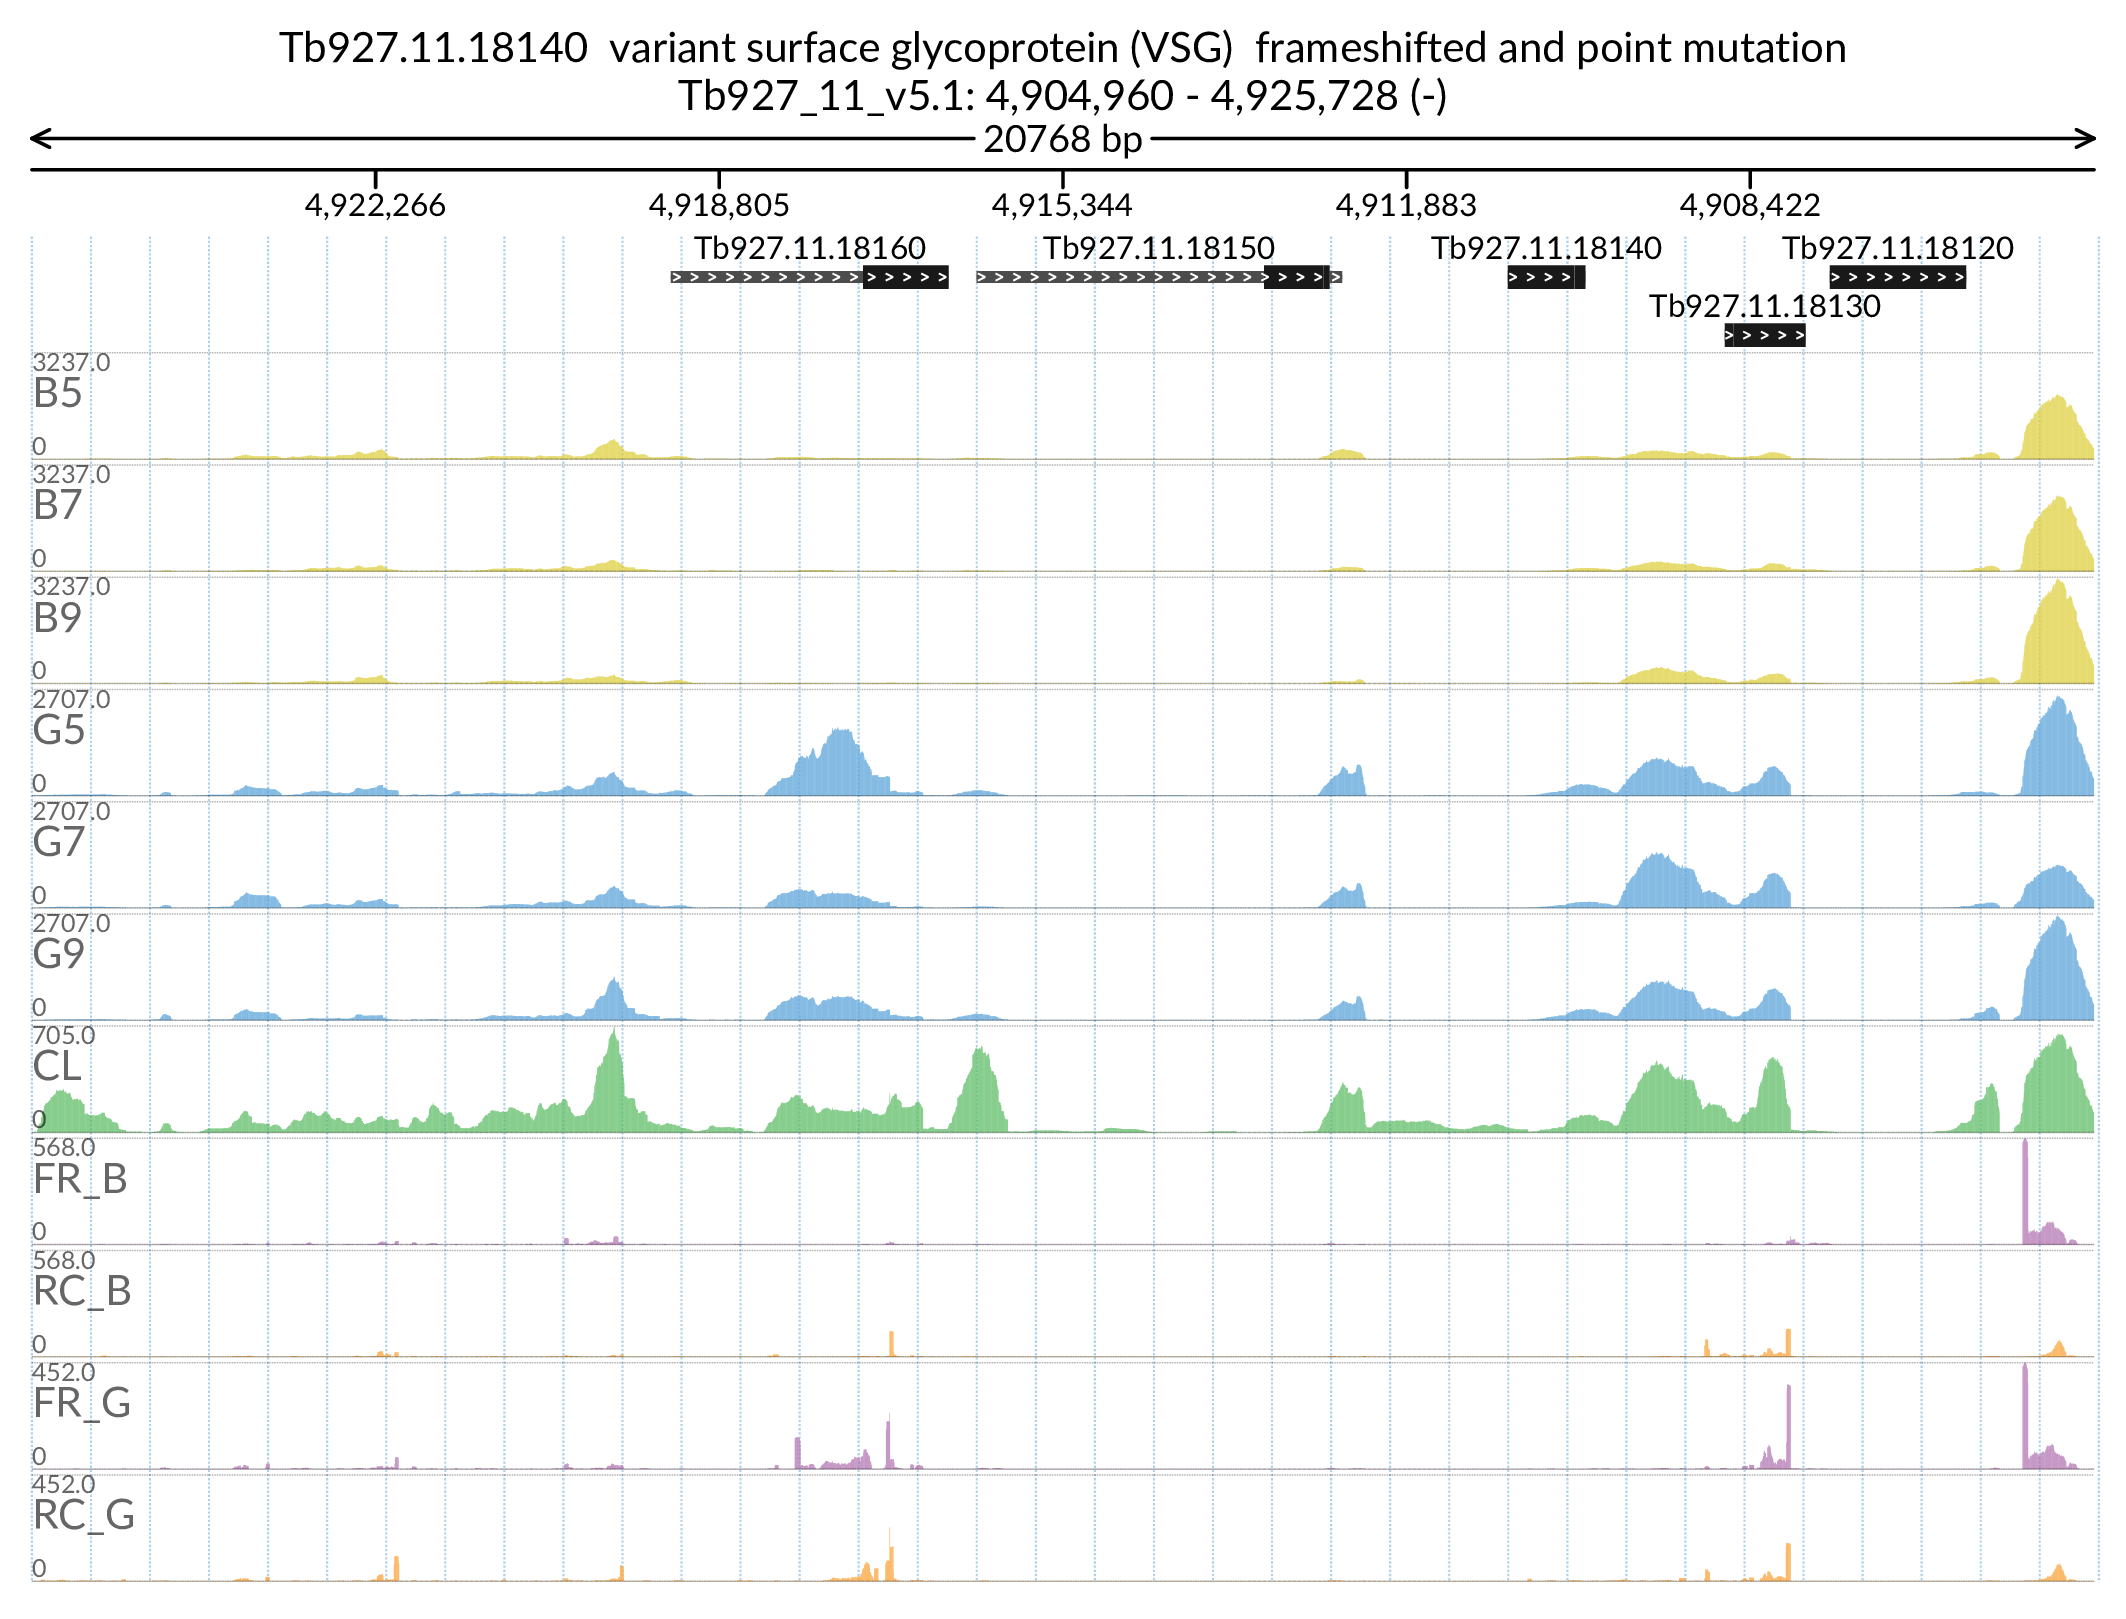 Tb927.11.18140  variant surface glycoprotein (VSG)  frameshifted and point mutation
Tb927_11_v5.1: 4,904,960 - 4,925,728 (-)
20768 bp
4,922,266 4,918,805 4,915,344 4,911,883 4,908,422
Tb927.11.18160 Tb927.11.18150 Tb927.11.18140 Tb927.11.18120
Tb927.11.18130
3237.0
B5
0
3237.0
B7
0
3237.0
B9
0
2707.0
G5
0
2707.0
G7
0
2707.0
G9
0
705.0
CL
0
568.0
FR_B
0
568.0
RC_B
0
452.0
FR_G
0
452.0
RC_G
0